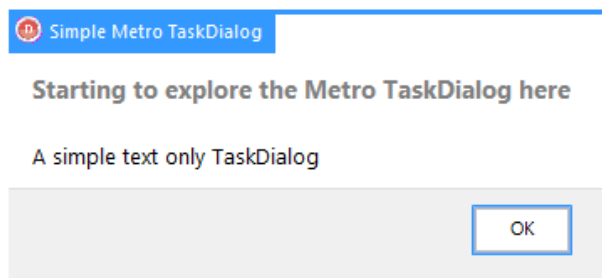 Simple Metro TaskDialog
Starting to explore the Metro TaskDialog here
A simple text only TaskDialog
OK